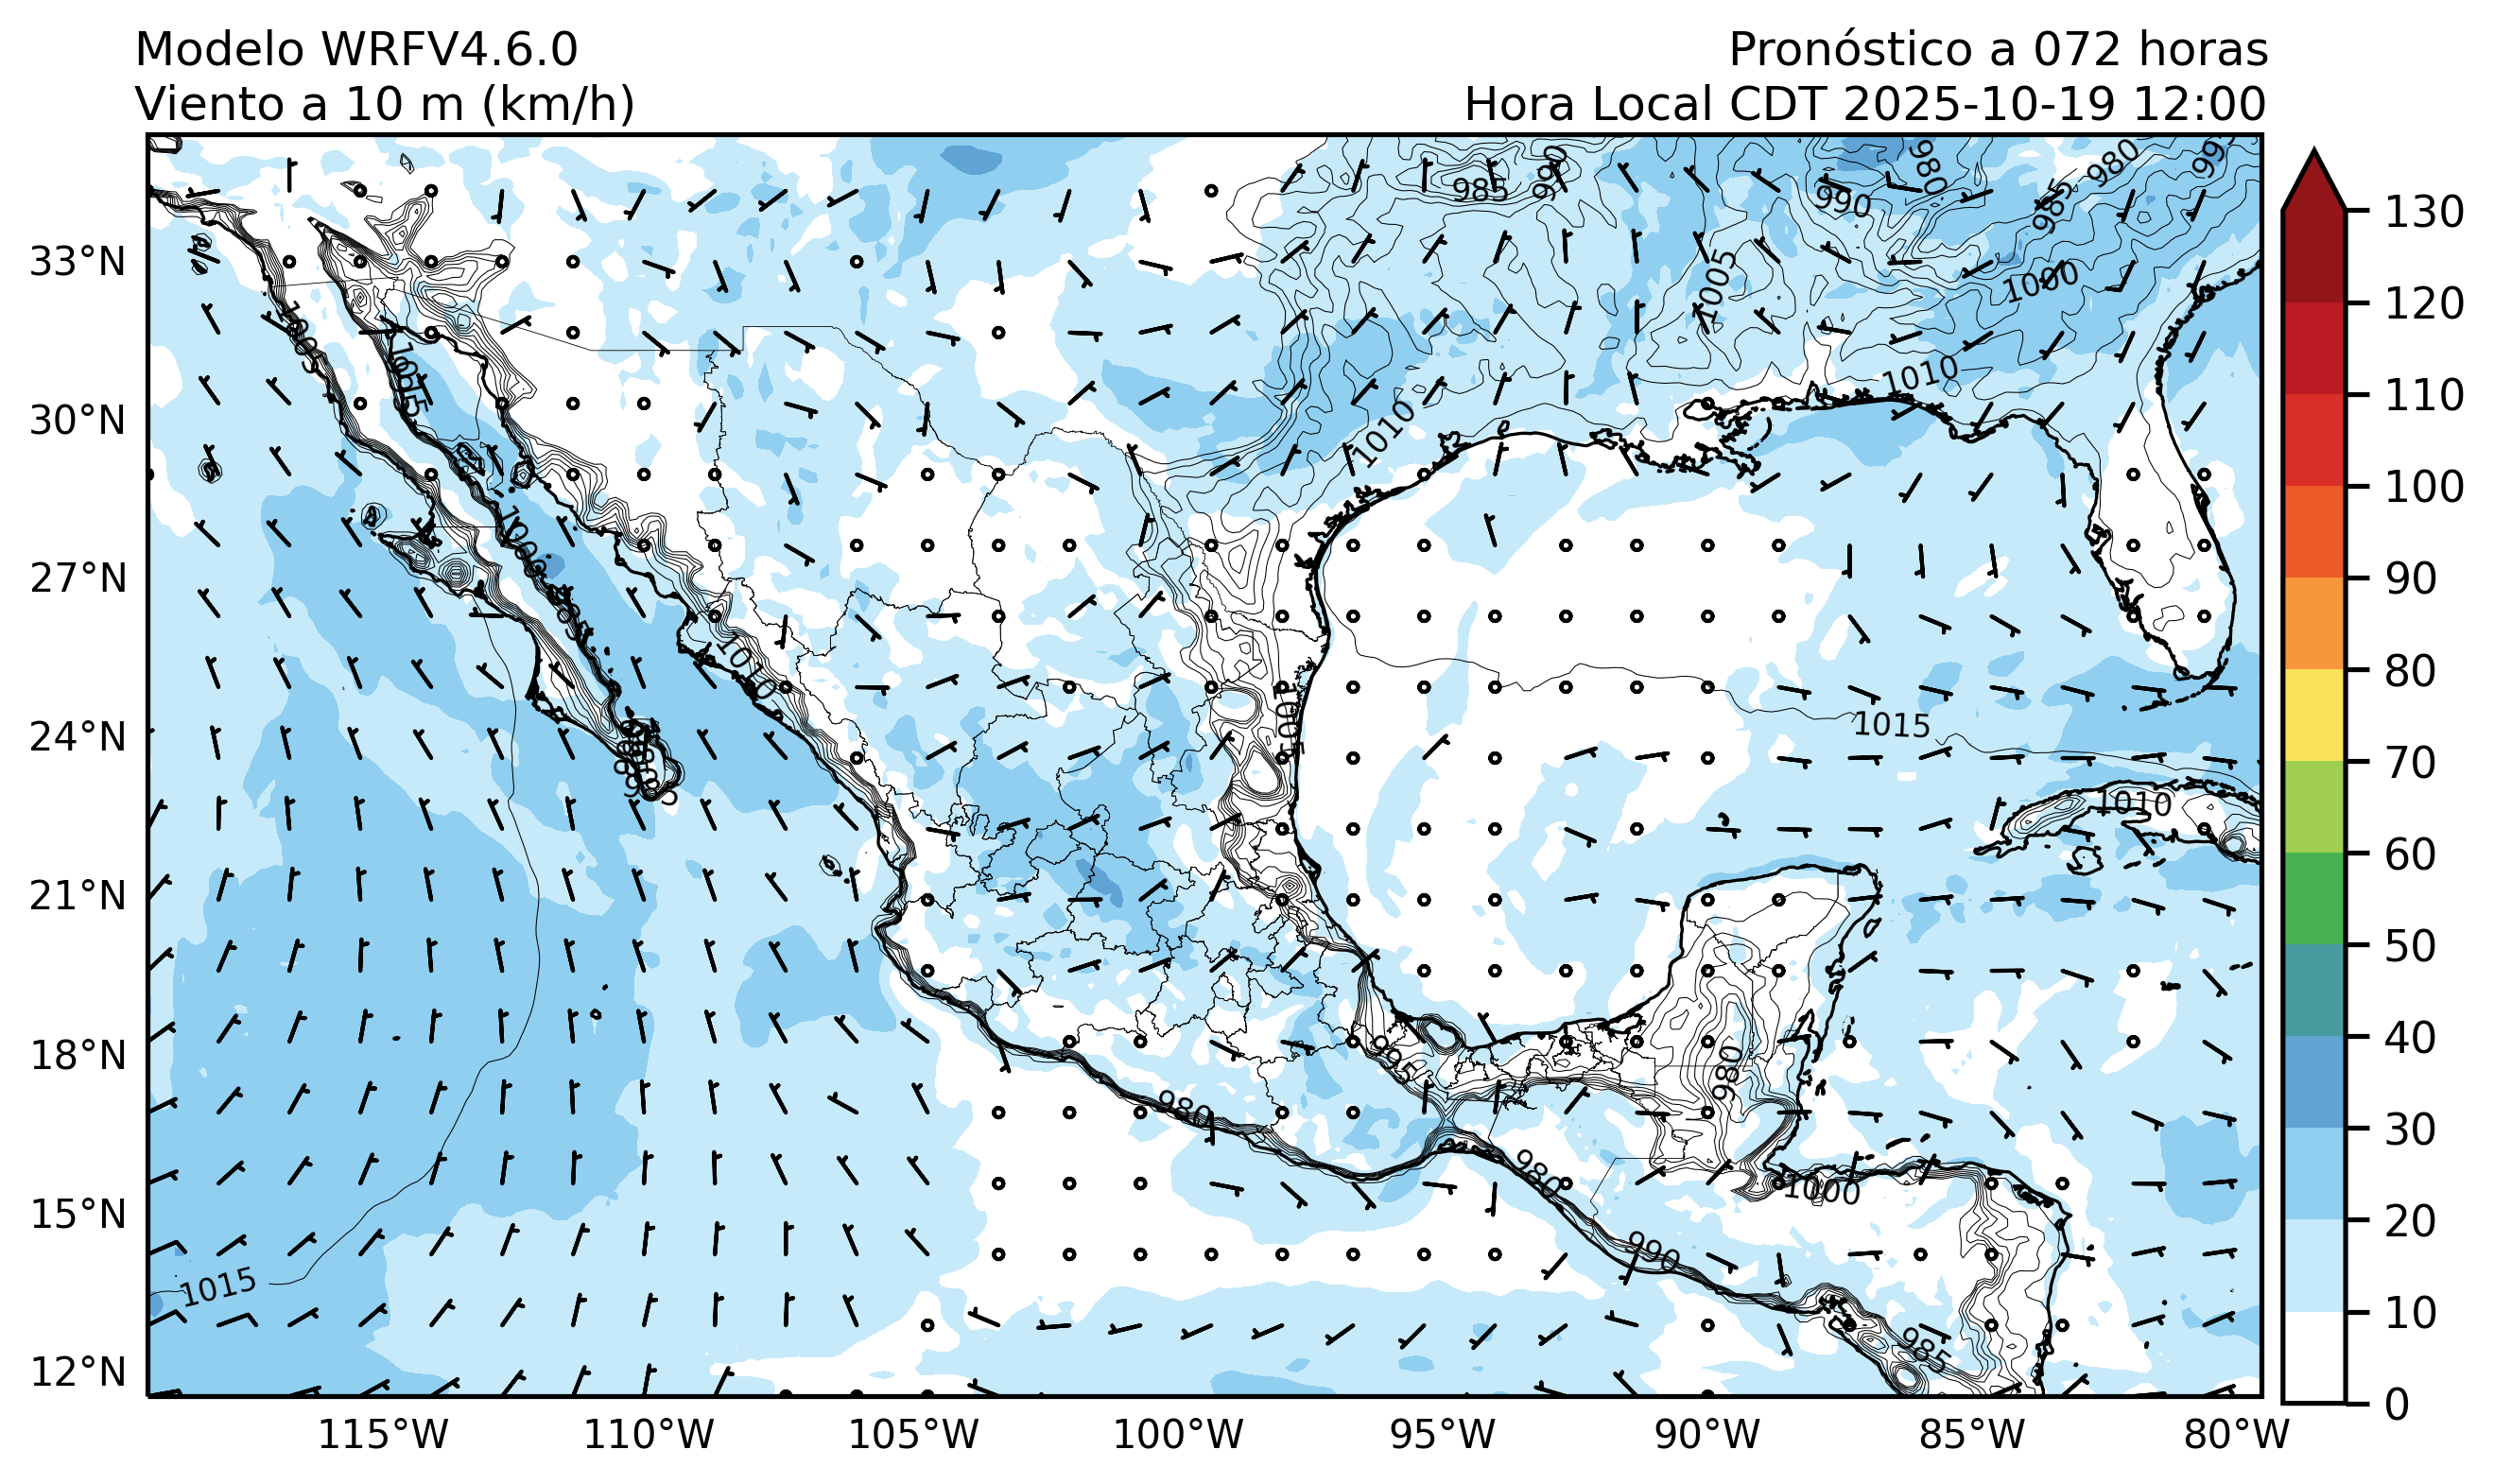 Modelo WRFV4.6.0
Pronóstico a 072 horas
Viento a 10 m (km/h)
Hora Local CDT 2025-10-19 12:00
33°N
30°N
27°N
24°N
21°N
18°N
15°N
12°N
115°W
110°W
105°W
100°W
95°W
90°W
85°W
80°W
130
120
110
100
90
80
70
60
50
40
30
20
10
0
985
990
990
980
985
980
1005
1000
1010
1010
1005
1010
1005
1015
1010
995
980
980
980
1000
990
1015
985